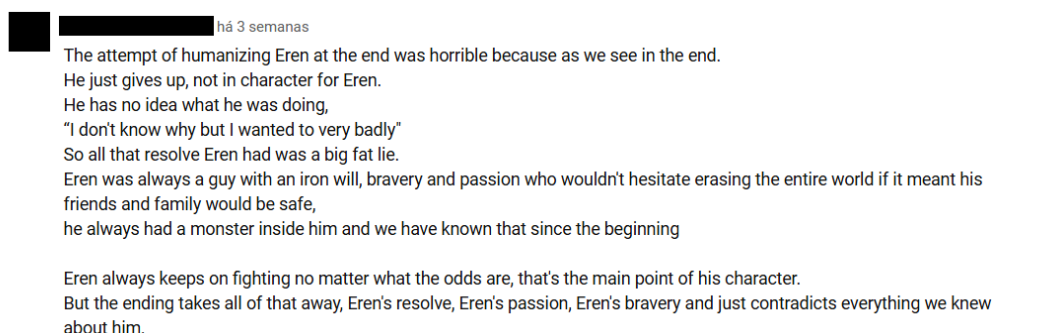 há 3 semanas
The attempt of humanizing Eren at the end was horrible because as we see in the end.
He just gives up, not in character for Eren.
He has no idea what he was doing,
“I don't know why but I wanted to very badly"
So all that resolve Eren had was a big fat lie.
Eren was always a guy with an iron will, bravery and passion who wouldn't hesitate erasing the entire world if it meant his
friends and family would be safe,
he always had a monster inside him and we have known that since the beginning
Eren always keeps on fighting no matter what the odds are, that's the main point of his character.
But the ending takes all of that away, Eren's resolve, Eren's passion, Eren's bravery and just contradicts everything we knew
about him.